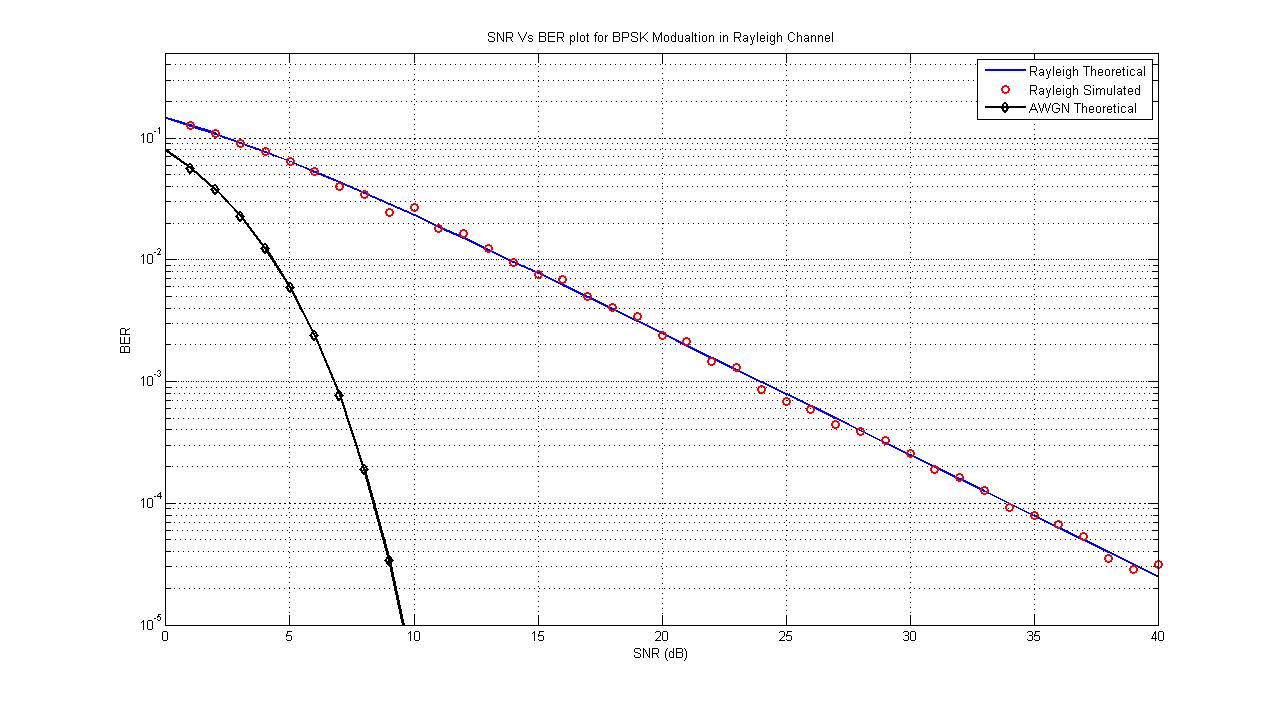 SNR Vs BER plot for BPSK Modualtion in Rayleigh Channel
Rayleigh Theoretical
Rayleigh Simulated
AWGN Theoretical
10^-1
10^-2
10^-3
10^-4
10^-5
BER
0 5 10 15 20 25 30 35 40
SNR (dB)